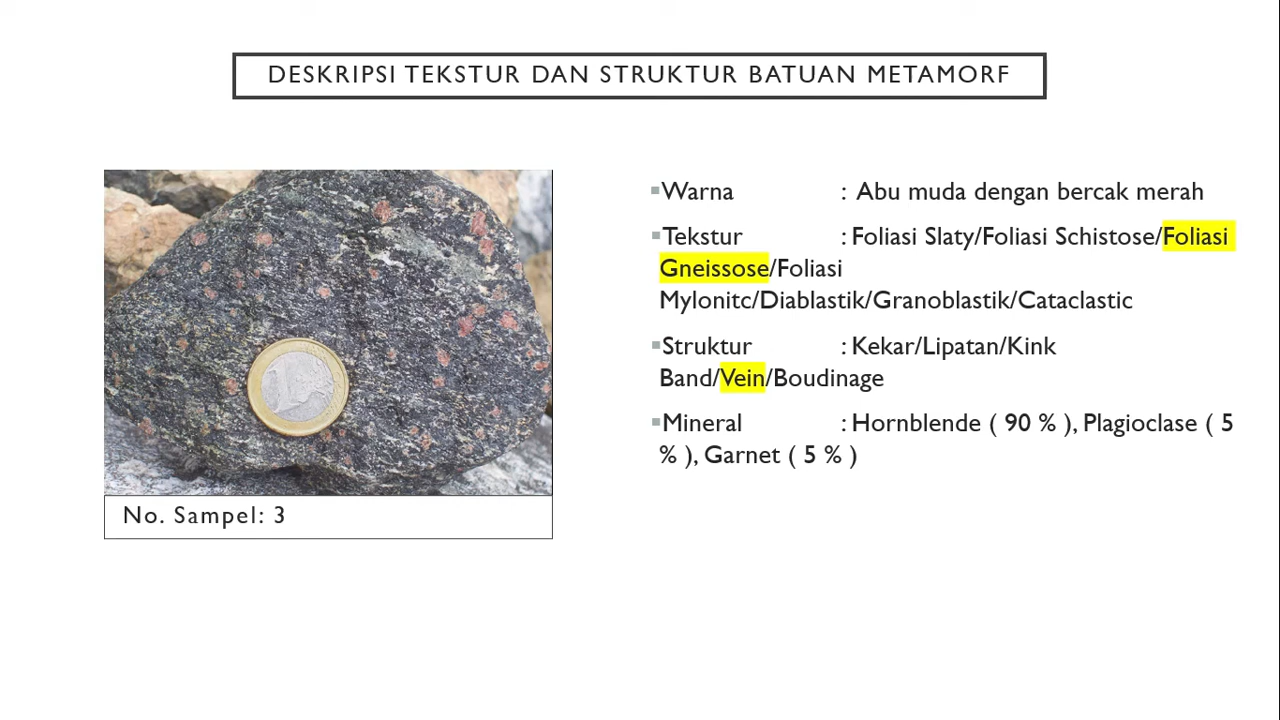 DESKRIPSI TEKSTUR DAN STRUKTUR BATUAN METAMORF
Warna : Abu muda dengan bercak merah
Tekstur : Foliasi Slaty/Foliasi Schistose/Foliasi
Gneissose/Foliasi
Mylonitc/Diablastik/Granoblastik/Cataclastic
Struktur : Kekar/Lipatan/Kink
Band/Vein/Boudinage
Mineral : Hornblende ( 90 % ), Plagioclase ( 5
% ), Garnet ( 5 % )
No. Sampel: 3